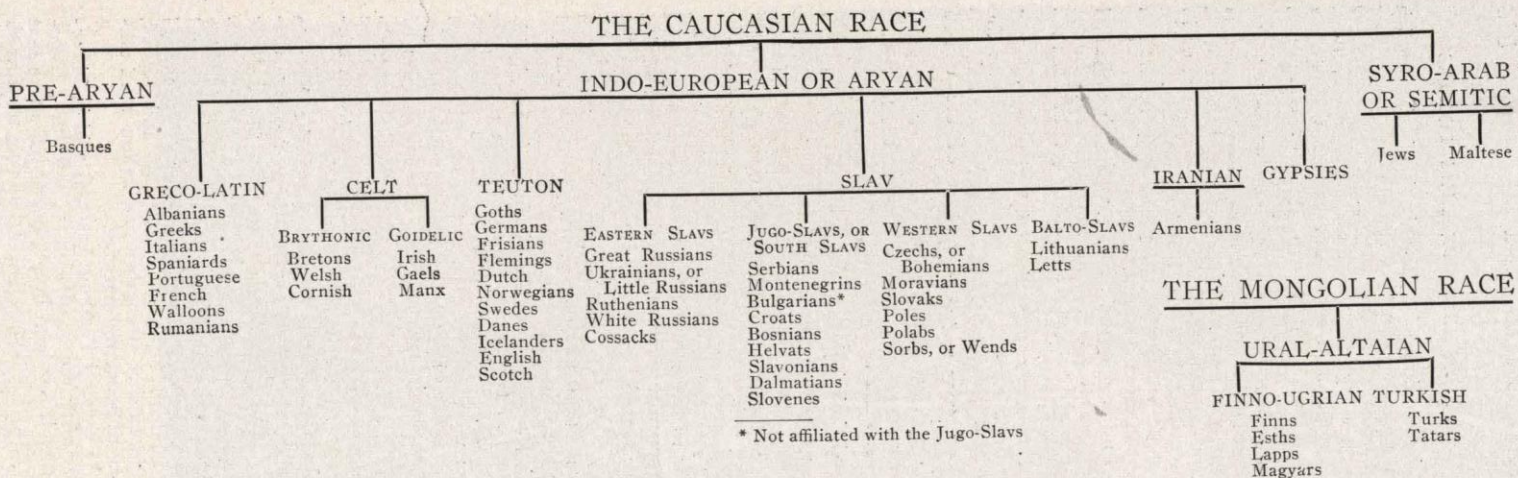 THE CAUCASIAN RACE
PRE-ARYAN
Basques
INDO-EUROPEAN OR ARYAN
GRECO-LATIN
Albanians
Greeks
Italians
Spaniards
Portuguese
French
Walloons
Rumanians
CELT
BRYTHONIC
Bretons
Welsh
Cornish
GOIDELIC
Irish
Gaels
Manx
TEUTON
Goths
Germans
Frisians
Flemings
Dutch
Norwegians
Swedes
Danes
Icelanders
English
Scotch
SLAV
EASTERN SLAVS
Great Russians
Ukrainians, or
Little Russians
Ruthenians
White Russians
Cossacks
JUGO-SLAVS, OR
SOUTH SLAVS
Serbians
Montenegrins
Bulgarians*
Croats
Bosnians
Helvats
Slavonians
Dalmatians
Slovenes
* Not affiliated with the Jugo-Slavs
WESTERN SLAVS
Czechs, or
Bohemians
Moravians
Slovaks
Poles
Polabs
Sorbs, or Wends
BALTO-SLAVS
Lithuanians
Letts
IRANIAN
Armenians
GYPSIES
SYRO-ARAB
OR SEMITIC
Jews
Maltese
THE MONGOLIAN RACE
URAL-ALTAIAN
FINNO-UGRIAN
Finns
Esths
Lapps
Magyars
TURKISH
Turks
Tatars